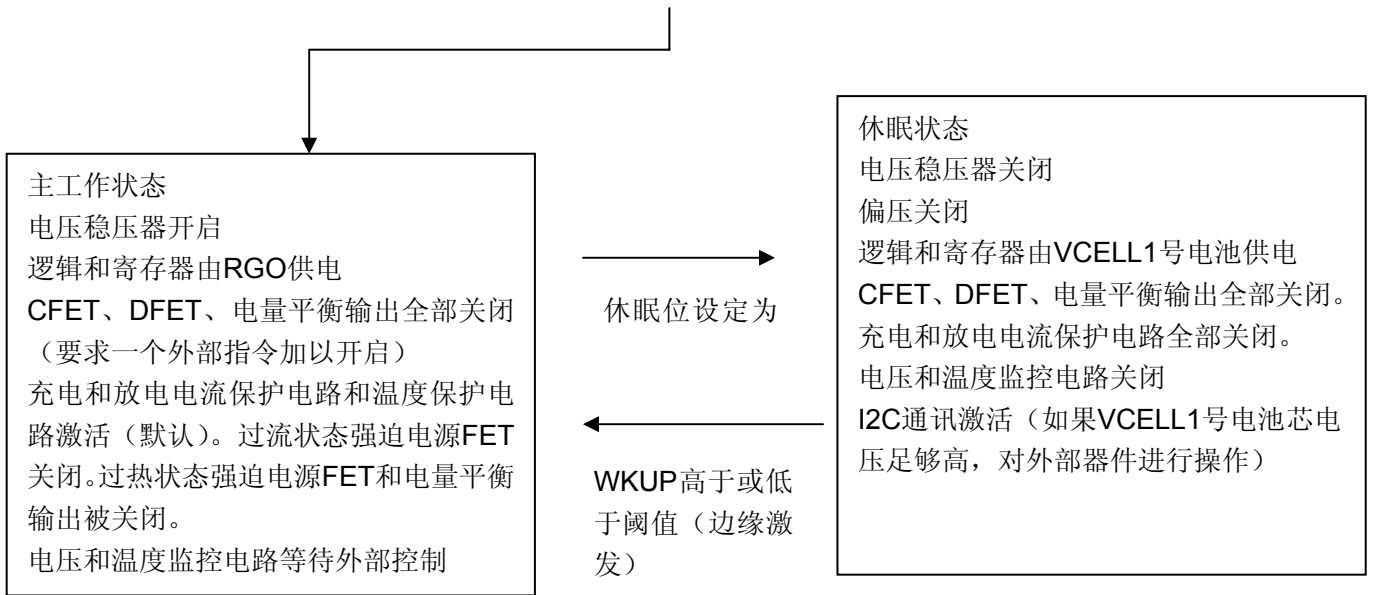 主工作状态
电压稳压器开启
逻辑和寄存器由RGO供电
CFET、DFET、电量平衡输出全部关闭
（要求一个外部指令加以开启）
充电和放电电流保护电路和温度保护电
路激活（默认）。过流状态强迫电源FET
关闭。过热状态强迫电源FET和电量平衡
输出被关闭。
电压和温度监控电路等待外部控制
休眠位设定为
WKUP高于或低
于阈值（边缘激
发）
休眠状态
电压稳压器关闭
偏压关闭
逻辑和寄存器由VCELL1号电池供电
CFET、DFET、电量平衡输出全部关闭。
充电和放电电流保护电路全部关闭。
电压和温度监控电路关闭
I2C通讯激活（如果VCELL1号电池芯电
压足够高，对外部器件进行操作）